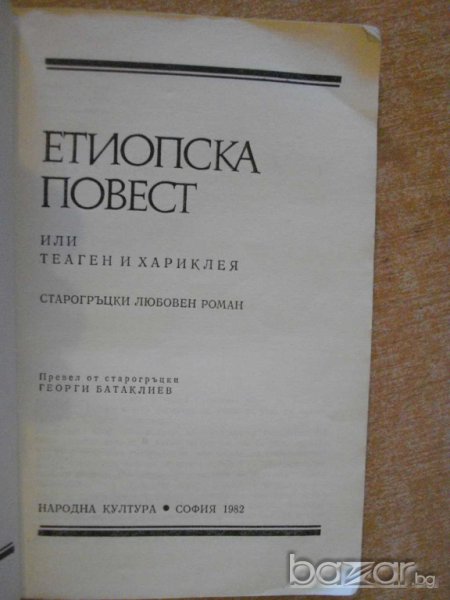 ЕТИОПСКА
ПОВЕСТ
ИЛИ
ТЕАГЕН И ХАРИКЛЕЯ
СТАРОГРЪЦКИ ЛЮБОВЕН РОМАН
Превел от старогръцки
ГЕОРГИ БАТАКЛИЕВ
НАРОДНА КУЛТУРА • СОФИЯ 1982
bazar.bg